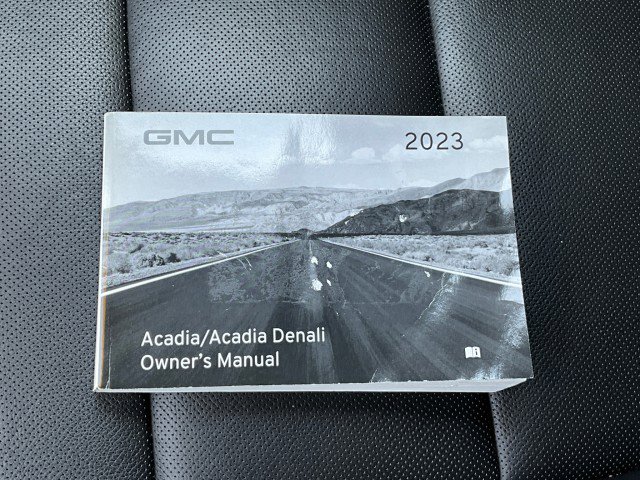 GMC
2023
Acadia/Acadia Denali
Owner's Manual